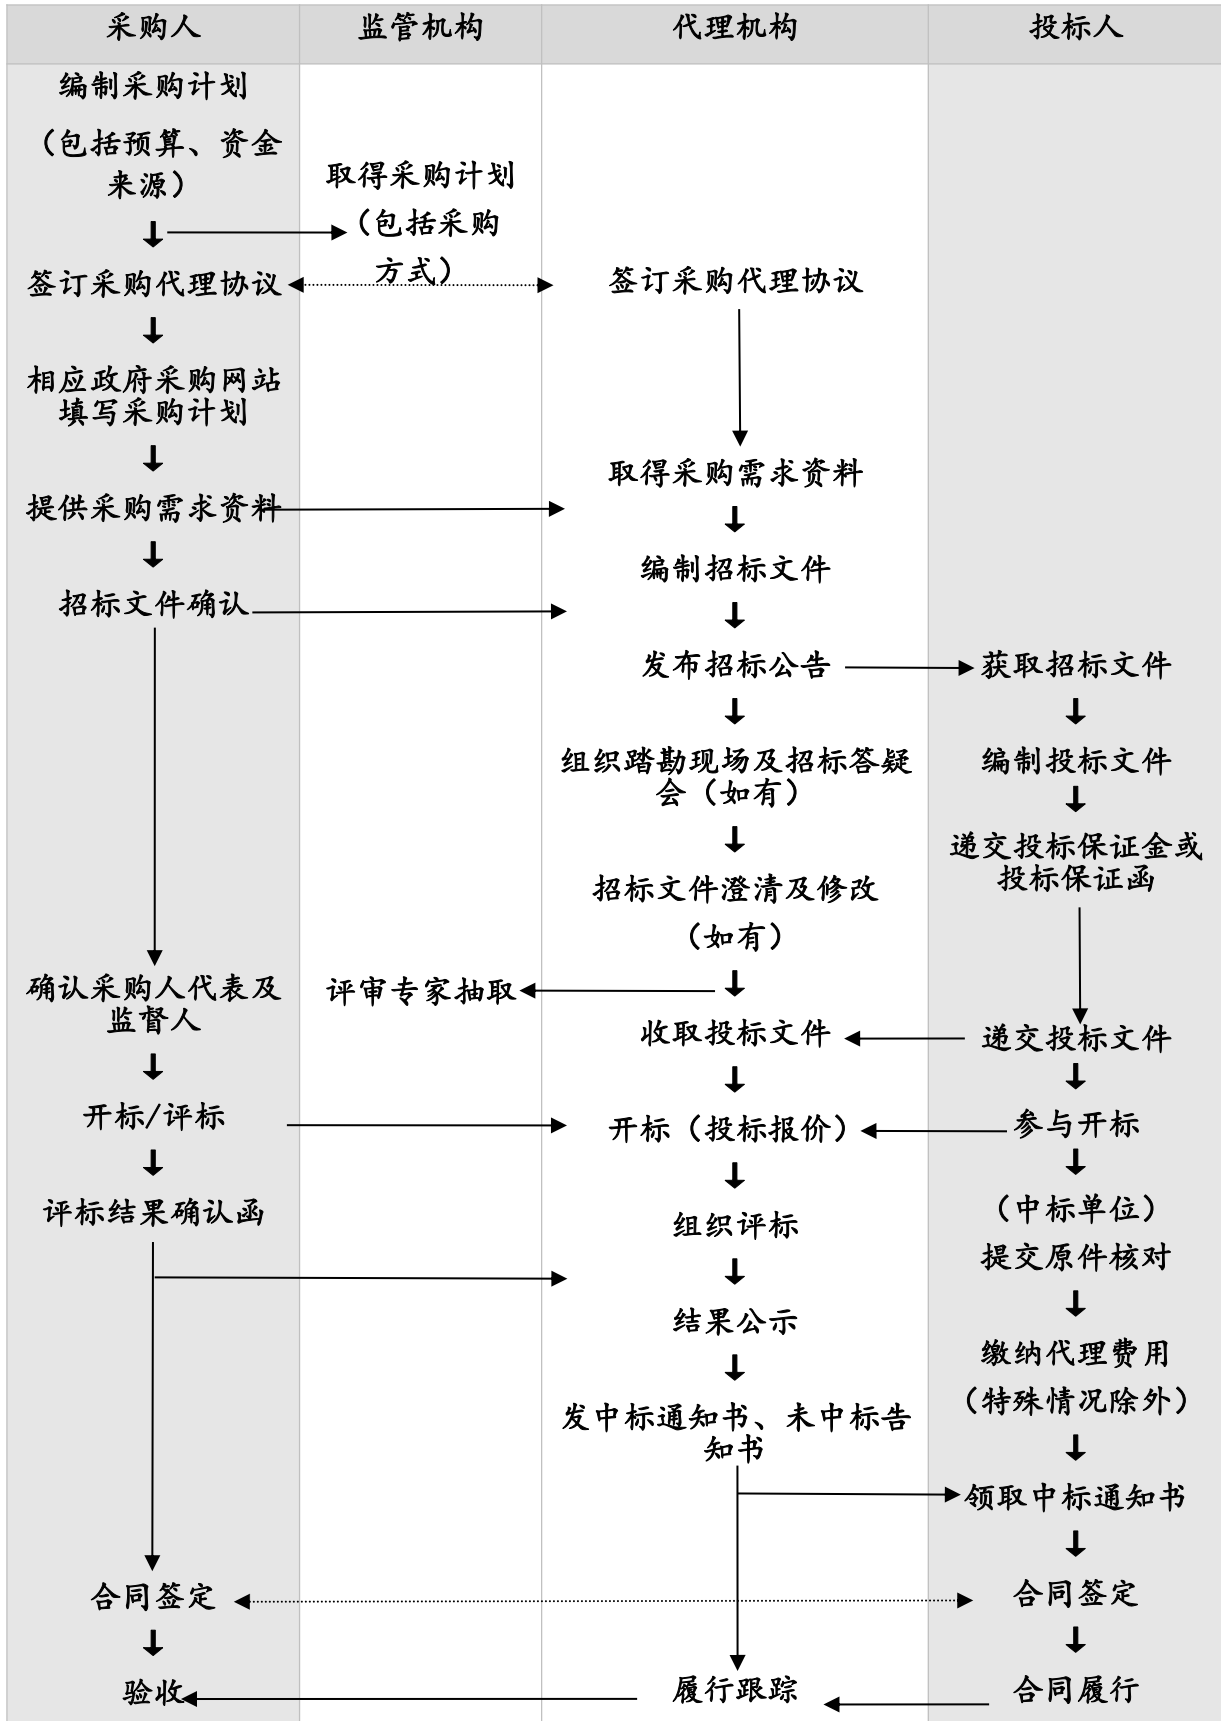 采购人
监管机构
代理机构
投标人
编制采购计划
（包括预算、资金
来源）
签订采购代理协议
相应政府采购网站
填写采购计划
提供采购需求资料
招标文件确认
确认采购人代表及
监督人
开标/评标
评标结果确认函
合同签定
验收
取得采购计划
（包括采购
方式）
评审专家抽取
签订采购代理协议
取得采购需求资料
编制招标文件
发布招标公告
组织踏勘现场及招标答疑
会（如有）
招标文件澄清及修改
（如有）
收取投标文件
开标（投标报价）
组织评标
结果公示
发中标通知书、未中标告
知书
履行跟踪
获取招标文件
编制投标文件
递交投标保证金或
投标保证函
递交投标文件
参与开标
（中标单位）
提交原件核对
缴纳代理费用
（特殊情况除外）
领取中标通知书
合同签定
合同履行